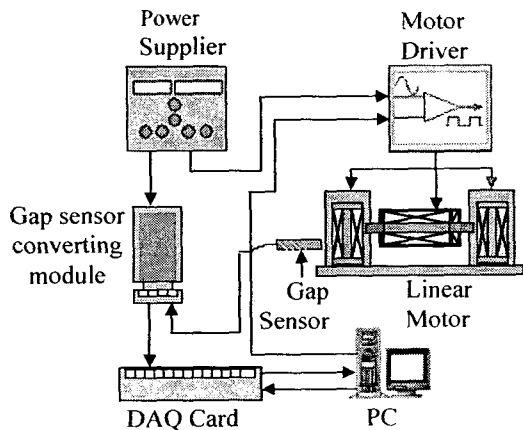 Power
Supplier
Motor
Driver
Gap sensor
converting
module
Gap
Sensor
Linear
Motor
DAQ Card
PC